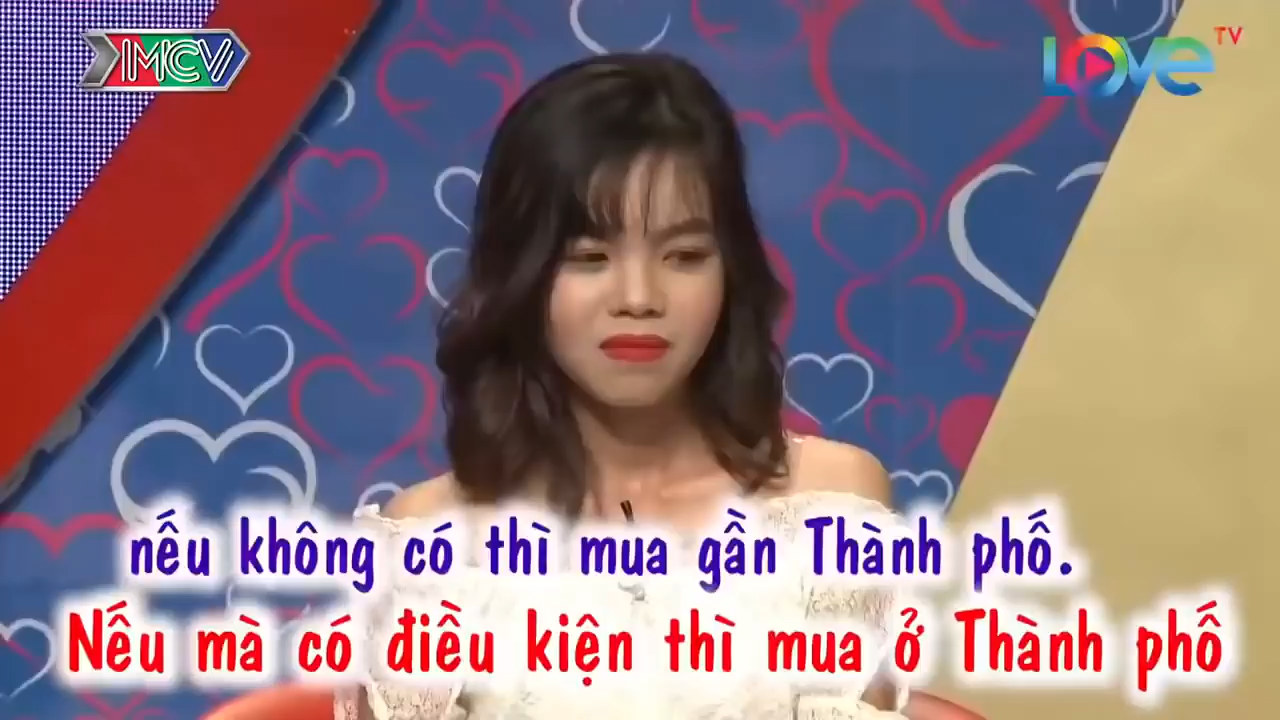 MCV
LOVE TV
nếu không có thì mua gần Thành phố.
Nếu mà có điều kiện thì mua ở Thành phố